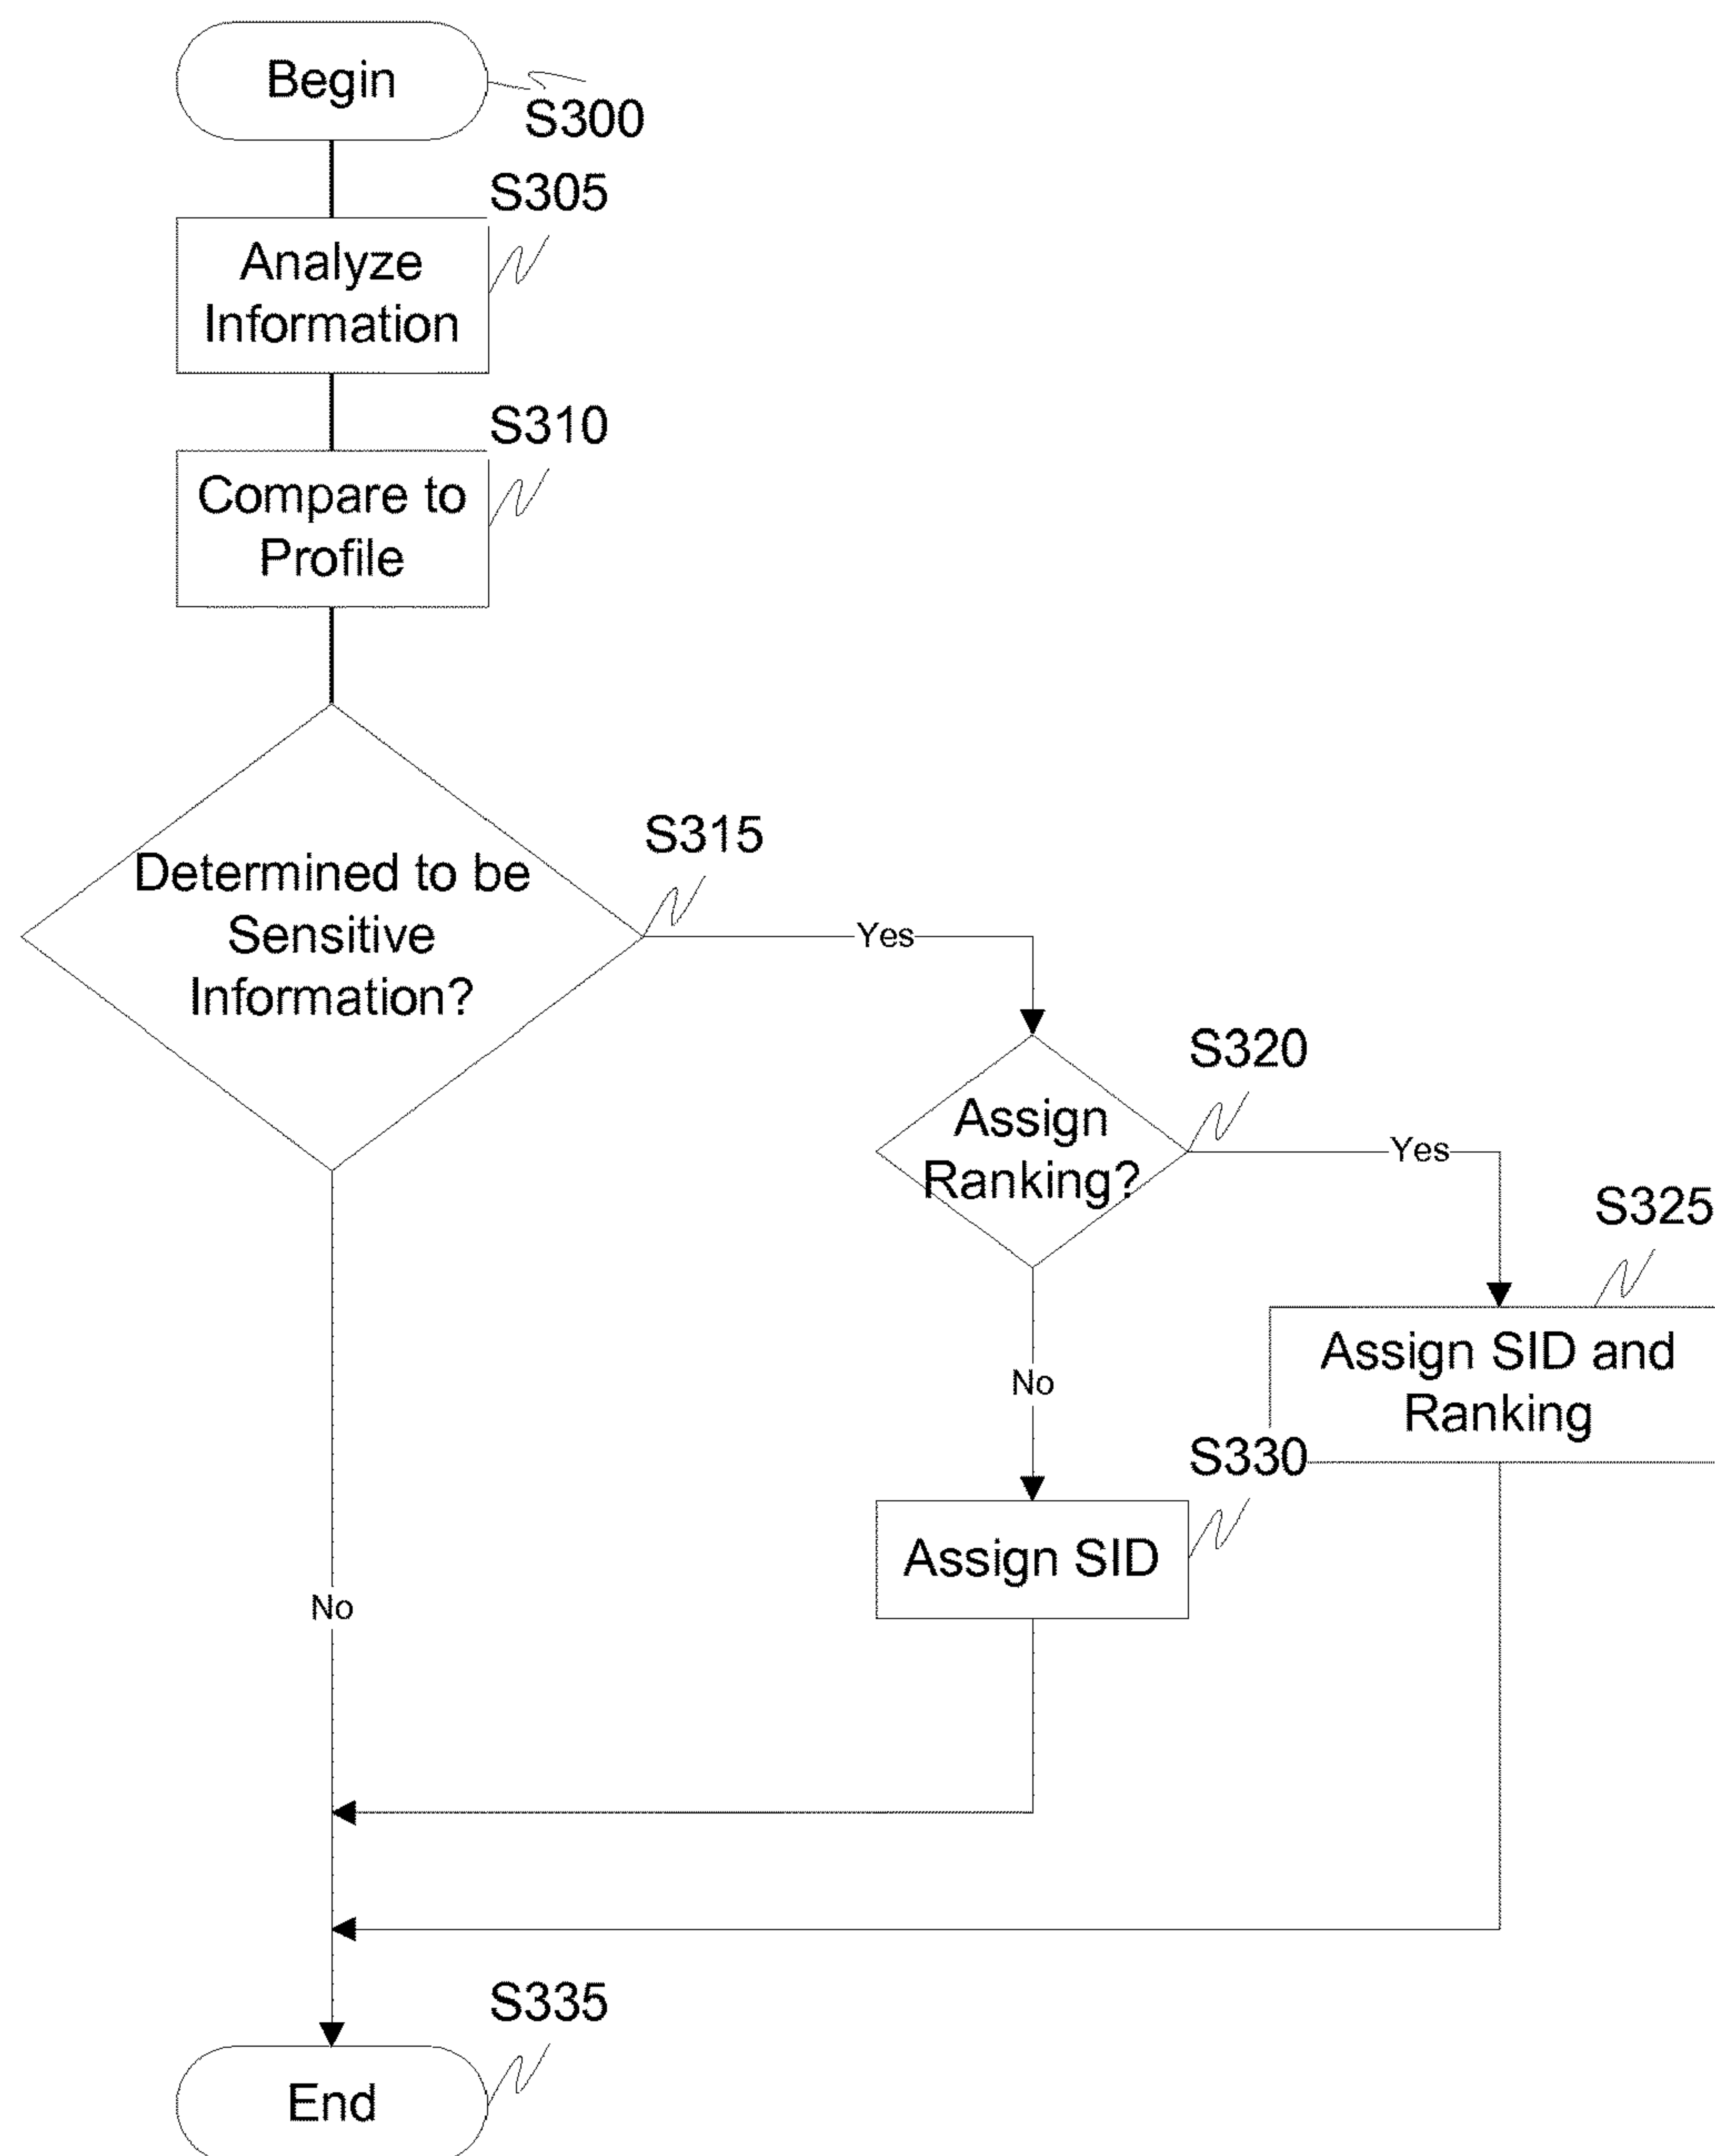 Begin
S300
S305
Analyze
Information
S310
Compare to
Profile
S315
Determined to be
Sensitive
Information?
Yes
S320
Assign
Ranking?
Yes
S325
Assign SID and
Ranking
No
S330
Assign SID
No
S335
End